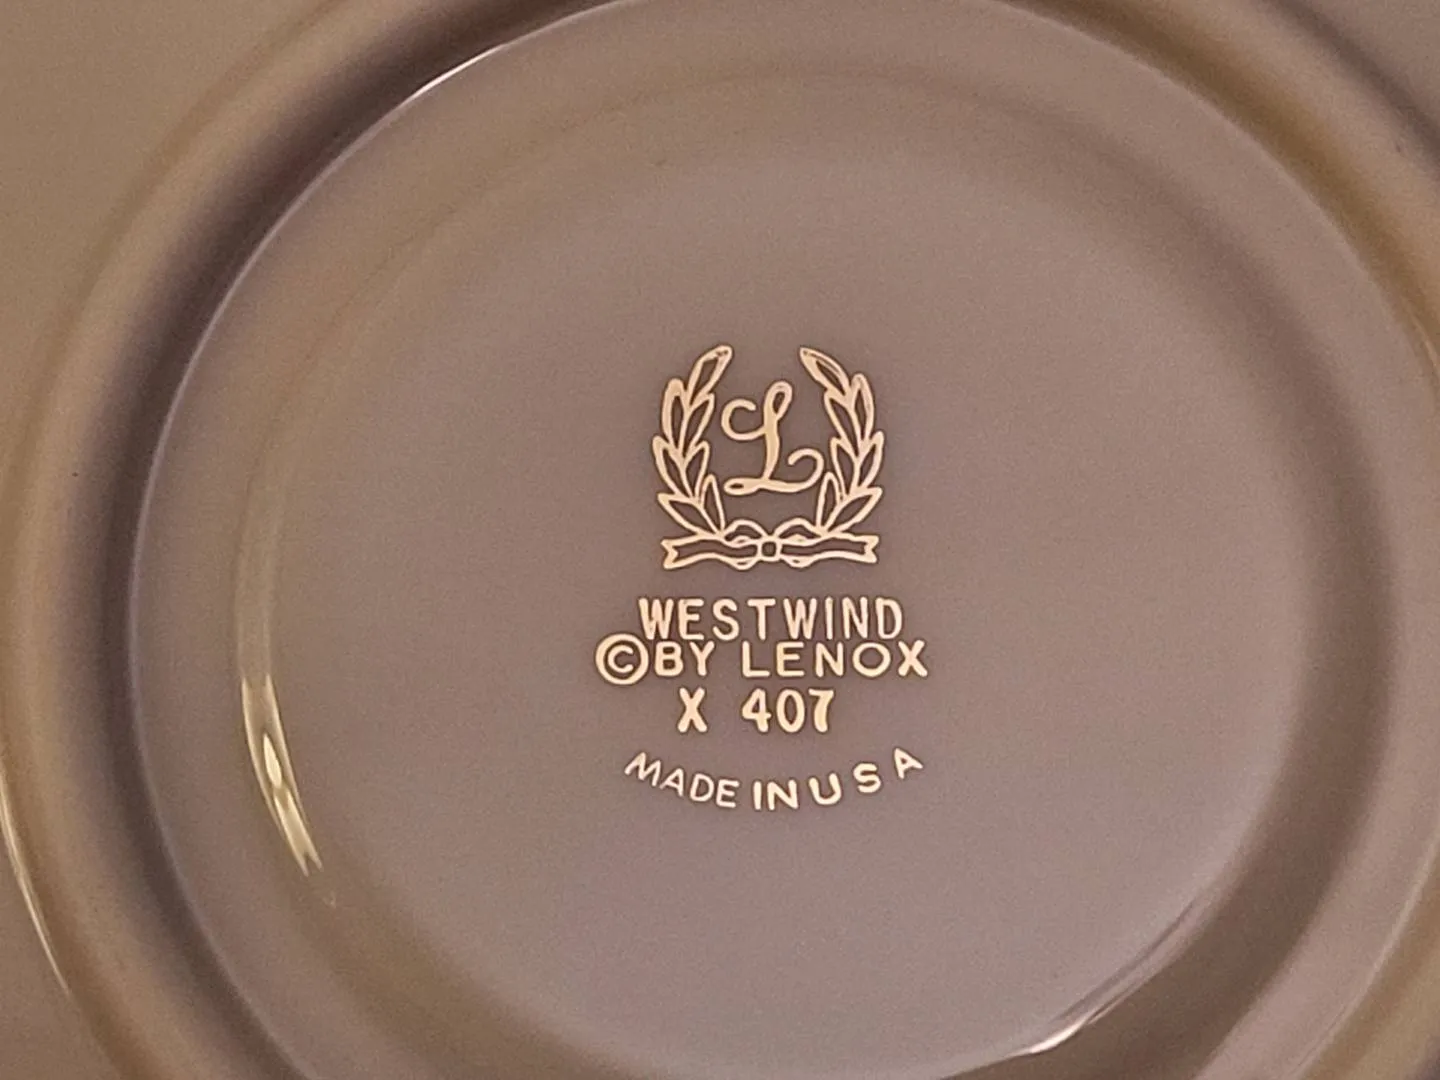 L
WESTWIND
©BY LENOX
X 407
MADE IN USA